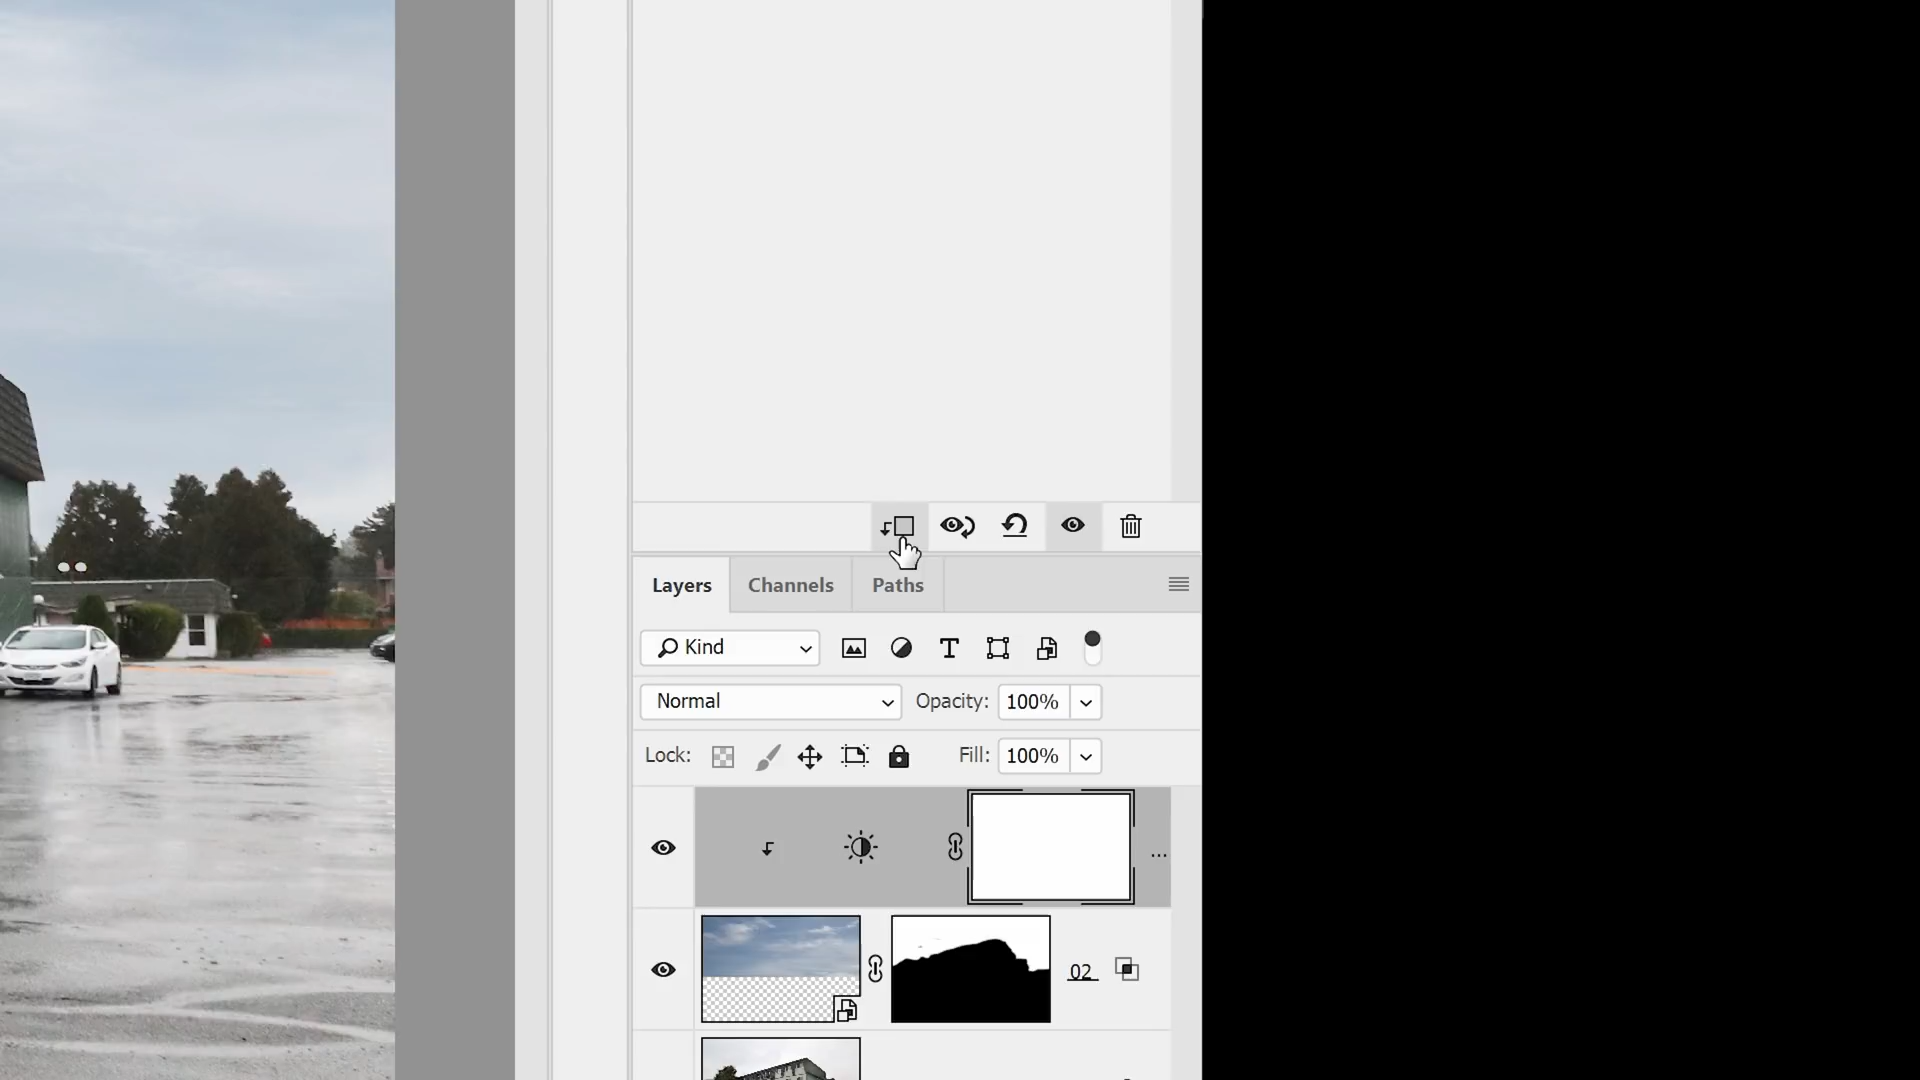 Layers Channels Paths
Kind
Normal Opacity: 100%
Lock: Fill: 100%
...
02